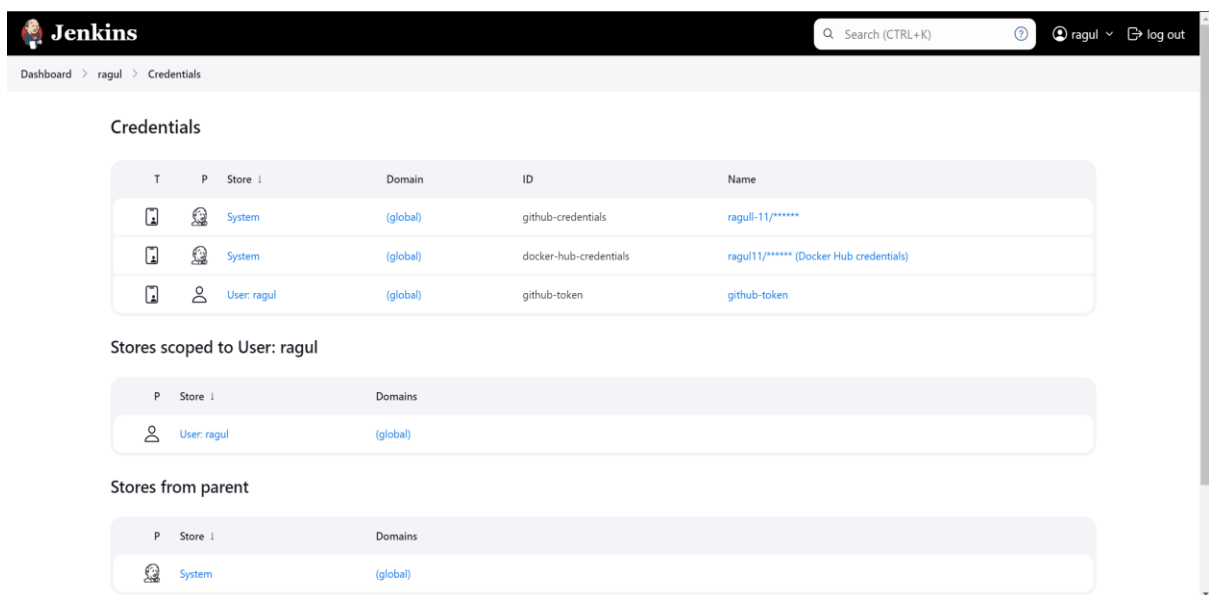 Jenkins Search (CTRL+K) ragul log out
Dashboard > ragul > Credentials
Credentials
T P Store ↓ Domain ID Name
System (global) github-credentials ragull-11/******
System (global) docker-hub-credentials ragul11/****** (Docker Hub credentials)
User: ragul (global) github-token github-token
Stores scoped to User: ragul
P Store ↓ Domains
User: ragul (global)
Stores from parent
P Store ↓ Domains
System (global)